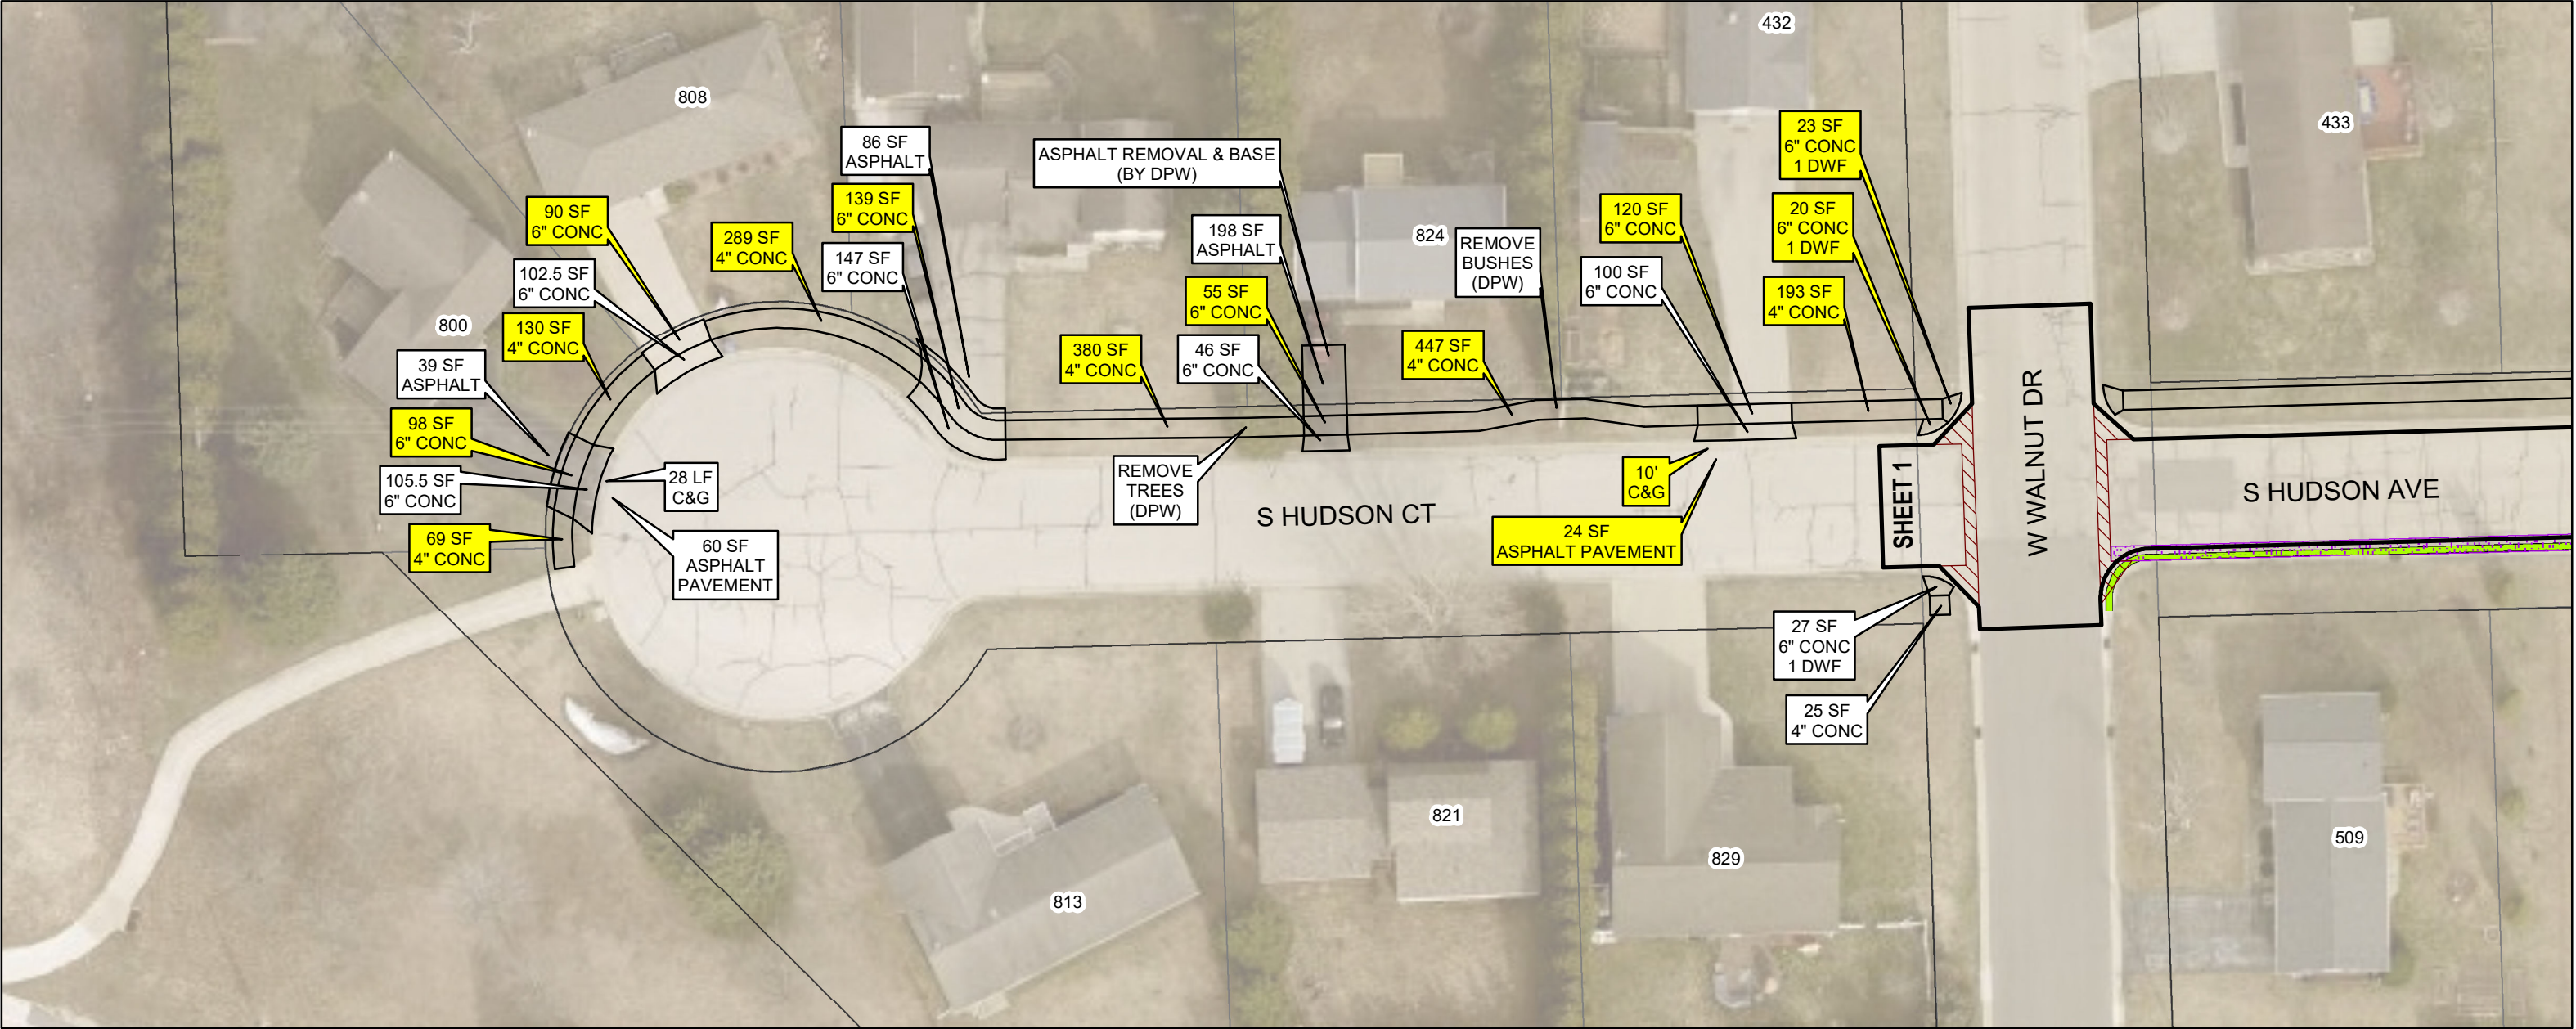 432
808
433
86 SF
ASPHALT
ASPHALT REMOVAL & BASE
(BY DPW)
23 SF
6" CONC
1 DWF
139 SF
6" CONC
90 SF
6" CONC
289 SF
4" CONC
147 SF
6" CONC
198 SF
ASPHALT
824
REMOVE
BUSHES
(DPW)
120 SF
6" CONC
20 SF
6" CONC
1 DWF
102.5 SF
6" CONC
55 SF
6" CONC
100 SF
6" CONC
193 SF
4" CONC
800
130 SF
4" CONC
39 SF
ASPHALT
380 SF
4" CONC
46 SF
6" CONC
447 SF
4" CONC
98 SF
6" CONC
105.5 SF
6" CONC
28 LF
C&G
REMOVE
TREES
(DPW)
10'
C&G
S HUDSON CT
SHEET 1
W WALNUT DR
S HUDSON AVE
69 SF
4" CONC
60 SF
ASPHALT
PAVEMENT
24 SF
ASPHALT PAVEMENT
27 SF
6" CONC
1 DWF
25 SF
4" CONC
821
829
509
813